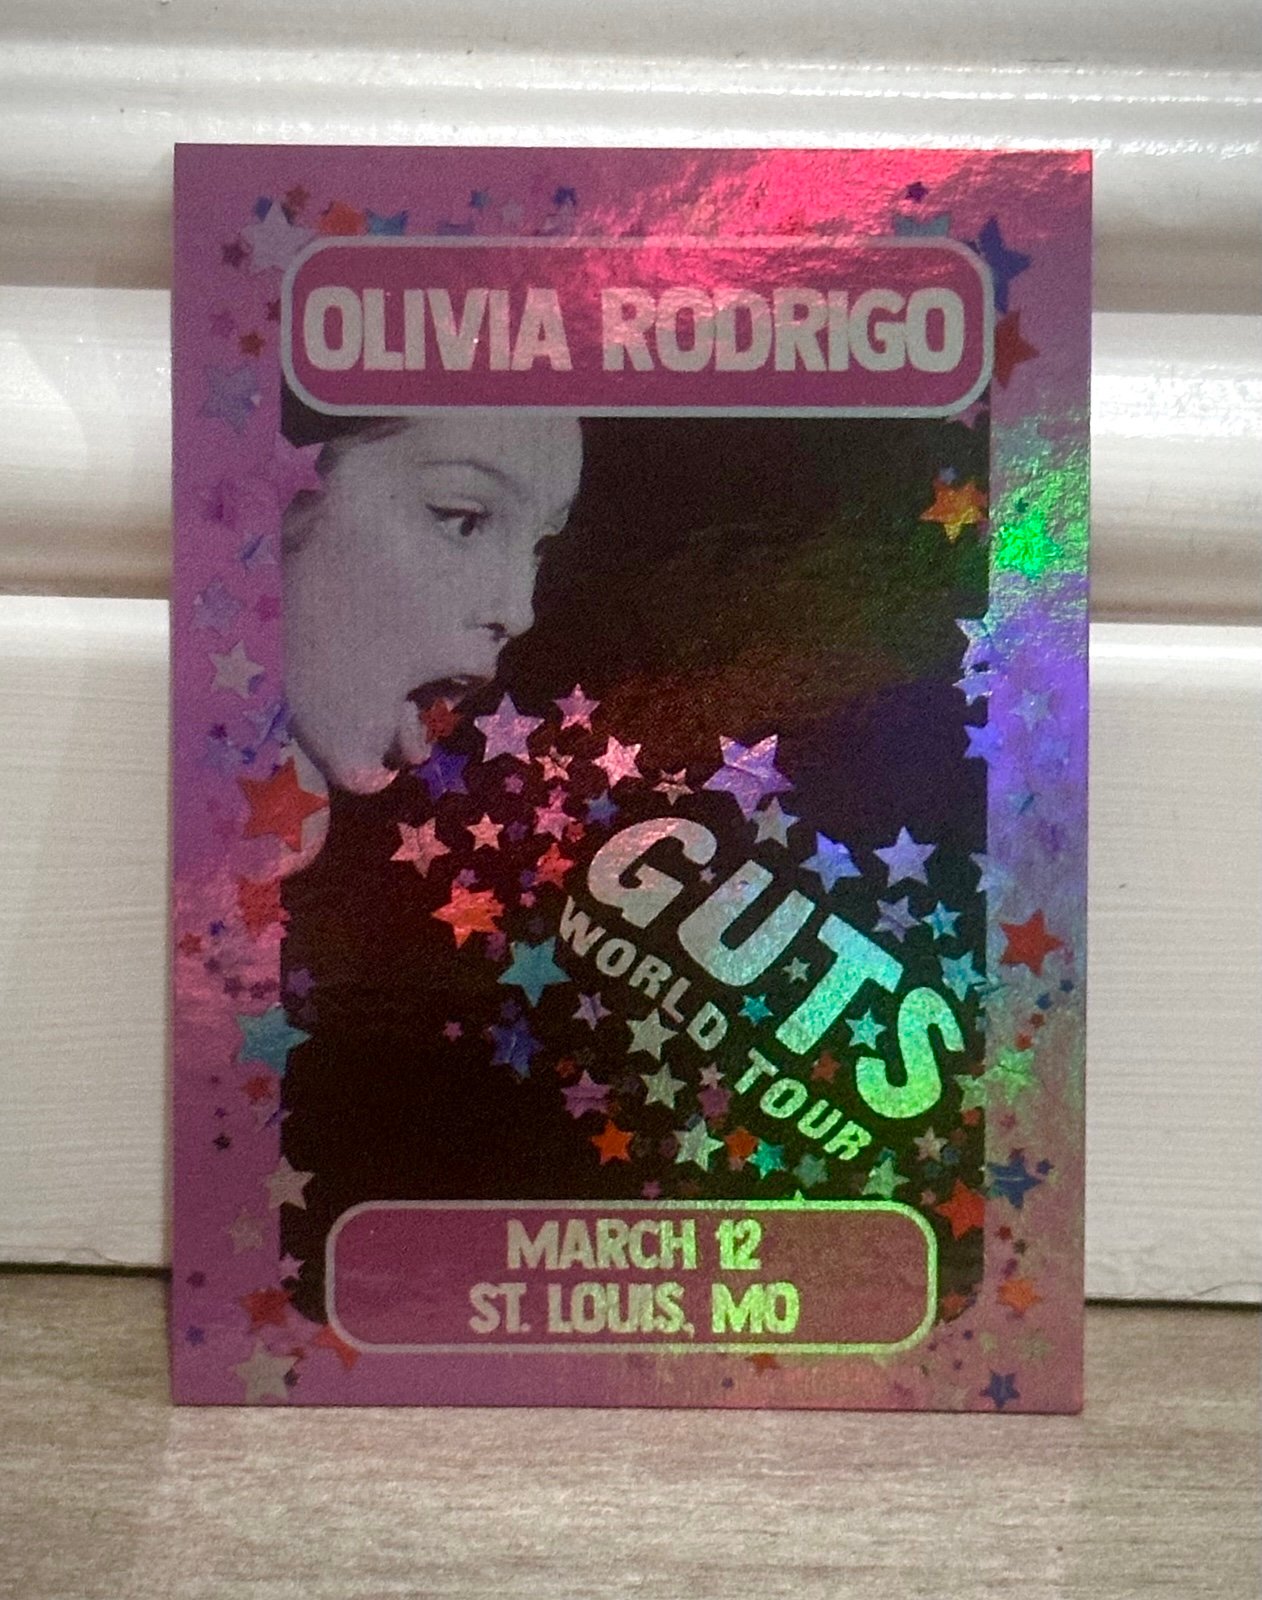 OLIVIA RODRIGO
GUTS
WORLD TOUR
MARCH 12
ST. LOUIS, MO